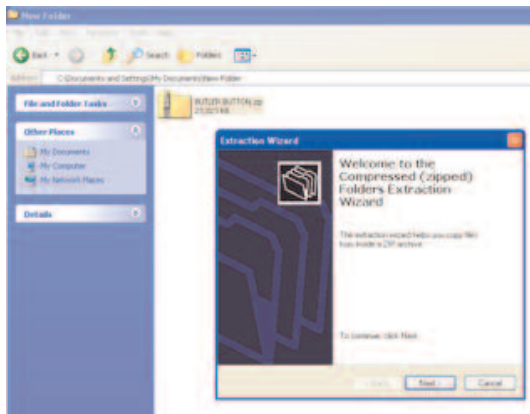 New Folder
Back
Search
Folders
C:\Documents and Settings\My Documents\New Folder
File and Folder Tasks
BUTLER BUTTON.zip
Other Places
My Documents
My Computer
My Network Places
Details
Extraction Wizard
Welcome to the
Compressed (zipped)
Folders Extraction
Wizard
The extraction wizard helps you copy files
from inside a ZIP archive.
To continue, click Next.
Next >
Cancel